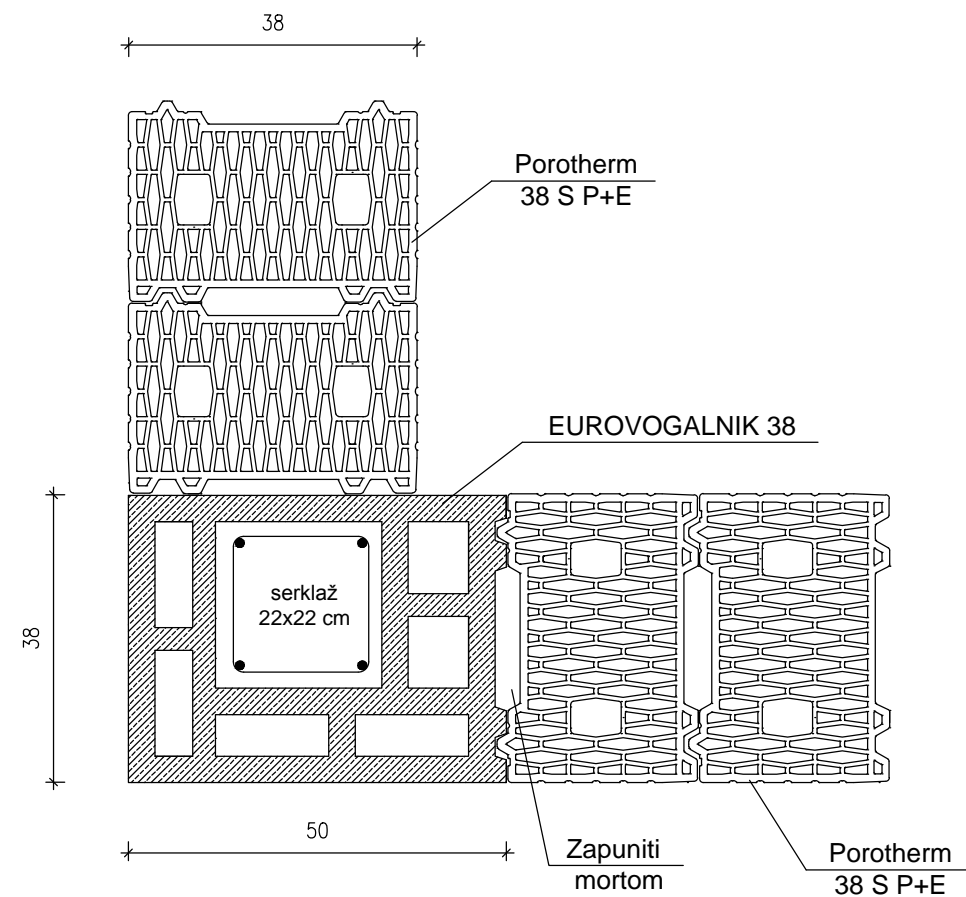 38
Porotherm
38 S P+E
EUROVOGALNIK 38
serklaž
22x22 cm
38
50
Zapuniti
mortom
Porotherm
38 S P+E